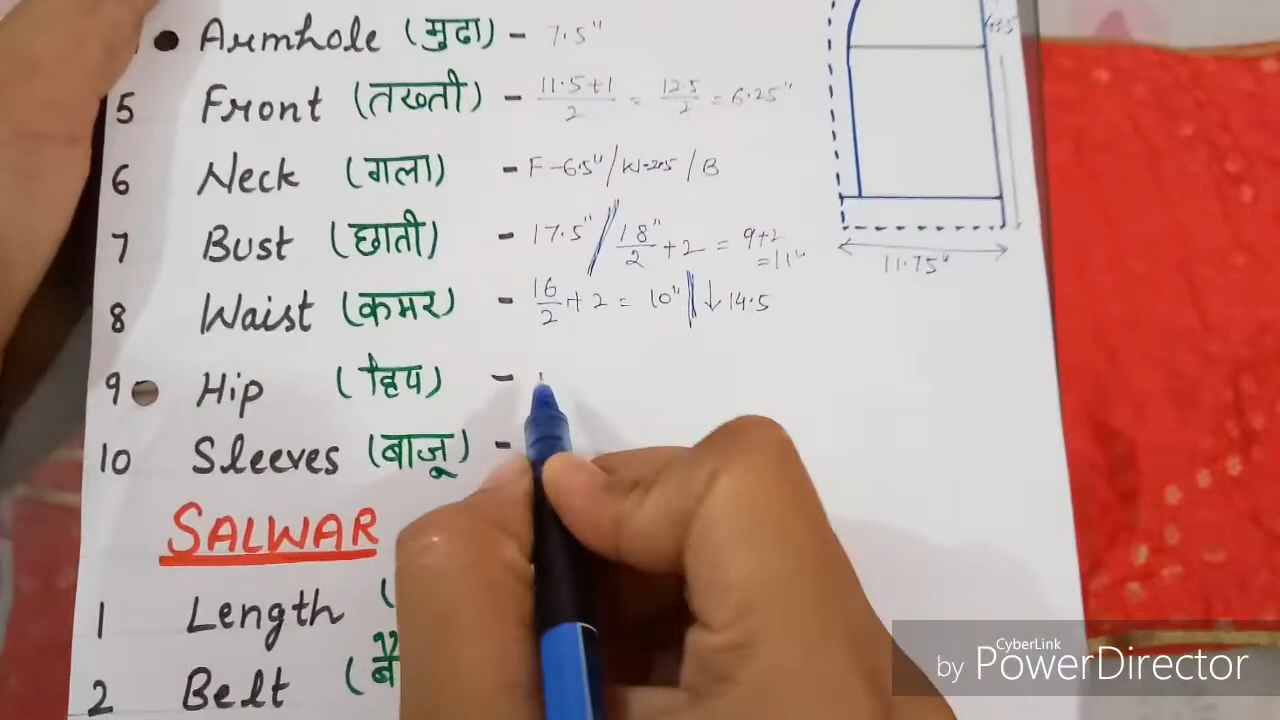 Armhole (मुढा) - 7.5"
5 Front (तख्ती) - 11.5+1/2 = 12.5/2 = 6.25"
6 Neck (गला) - F-6.5" / W-2.5 / B
7 Bust (छाती) - 17.5" / 18"/2 + 2 = 9+2 = 11"
8 Waist (कमर) - 16/2 + 2 = 10" ↓ 14.5
9 Hip (हिप) -
10 Sleeves (बाजू) -
SALWAR
1 Length (
2 Belt (बै
11.75"
CyberLink
by PowerDirector